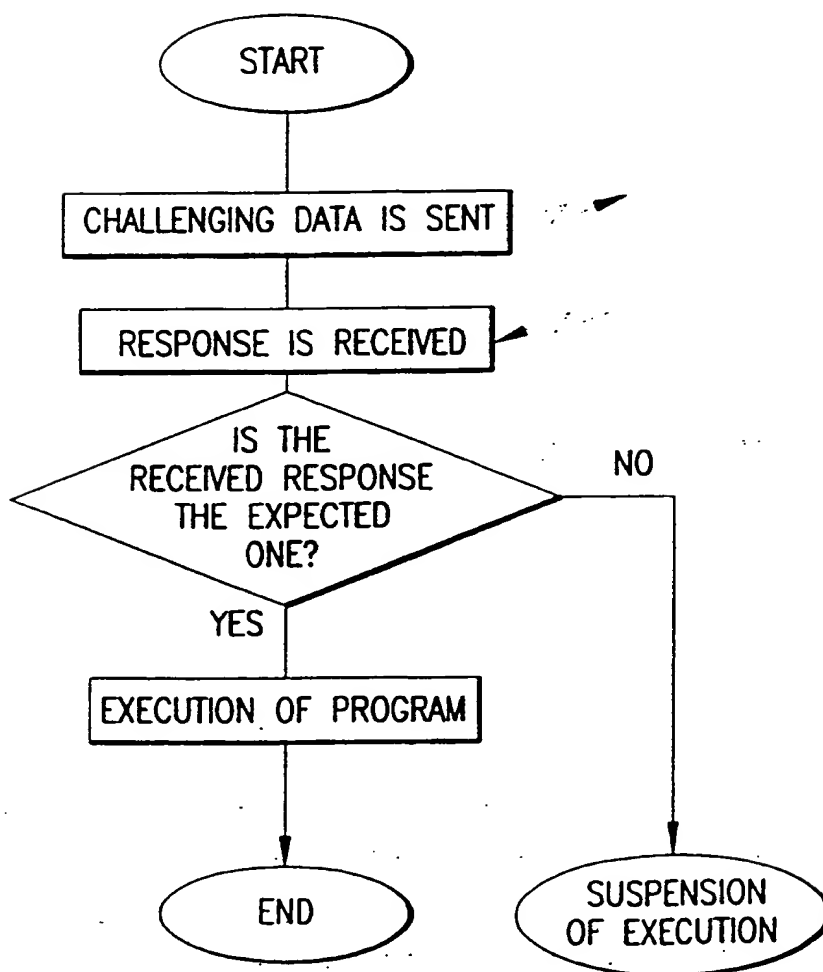 START
CHALLENGING DATA IS SENT
RESPONSE IS RECEIVED
IS THE
RECEIVED RESPONSE
THE EXPECTED
ONE?
NO
YES
EXECUTION OF PROGRAM
END
SUSPENSION
OF EXECUTION